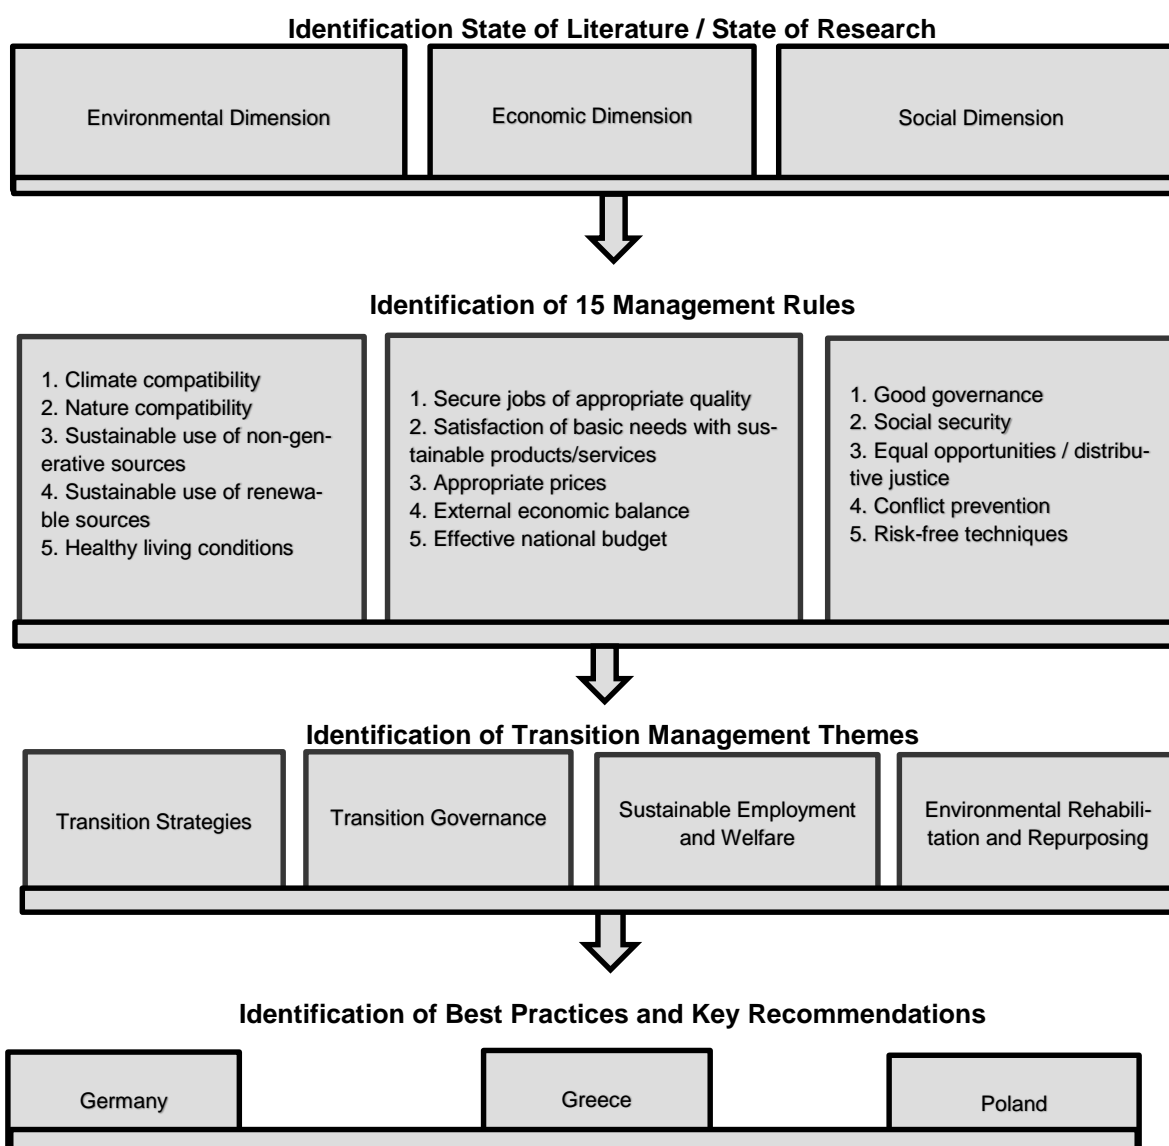 Identification State of Literature / State of Research
Environmental Dimension
Economic Dimension
Social Dimension
Identification of 15 Management Rules
1. Climate compatibility
2. Nature compatibility
3. Sustainable use of non-gen-
erative sources
4. Sustainable use of renewa-
ble sources
5. Healthy living conditions
1. Secure jobs of appropriate quality
2. Satisfaction of basic needs with sus-
tainable products/services
3. Appropriate prices
4. External economic balance
5. Effective national budget
1. Good governance
2. Social security
3. Equal opportunities / distribu-
tive justice
4. Conflict prevention
5. Risk-free techniques
Identification of Transition Management Themes
Transition Strategies
Transition Governance
Sustainable Employment
and Welfare
Environmental Rehabili-
tation and Repurposing
Identification of Best Practices and Key Recommendations
Germany
Greece
Poland